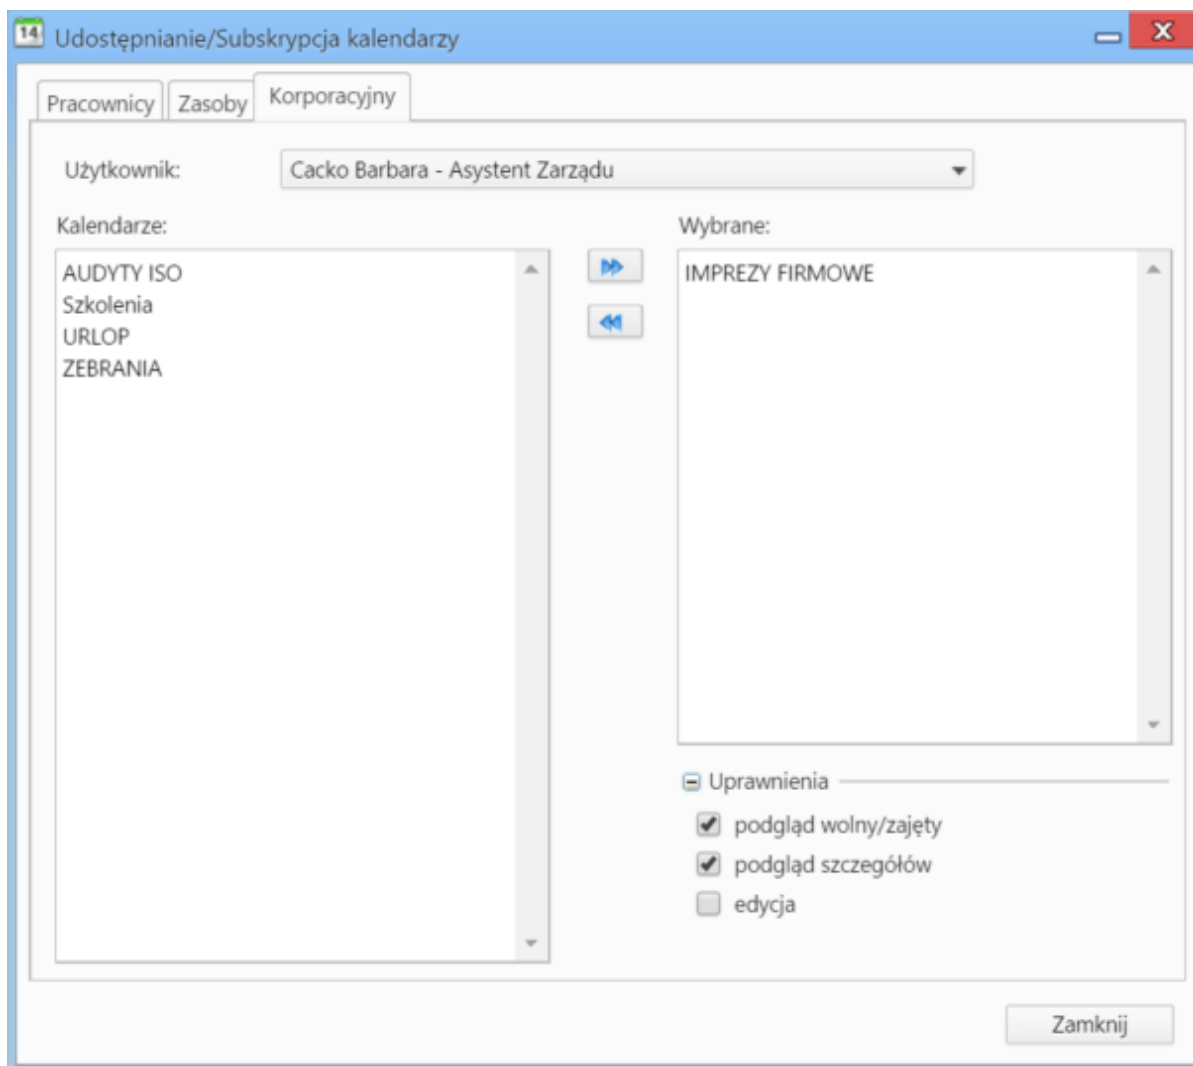 14 Udostępnianie/Subskrypcja kalendarzy
Pracownicy Zasoby Korporacyjny
Użytkownik: Cacko Barbara - Asystent Zarządu
Kalendarze:
AUDYTY ISO
Szkolenia
URLOP
ZEBRANIA
Wybrane:
IMPREZY FIRMOWE
Uprawnienia
podgląd wolny/zajęty
podgląd szczegółów
edycja
Zamknij